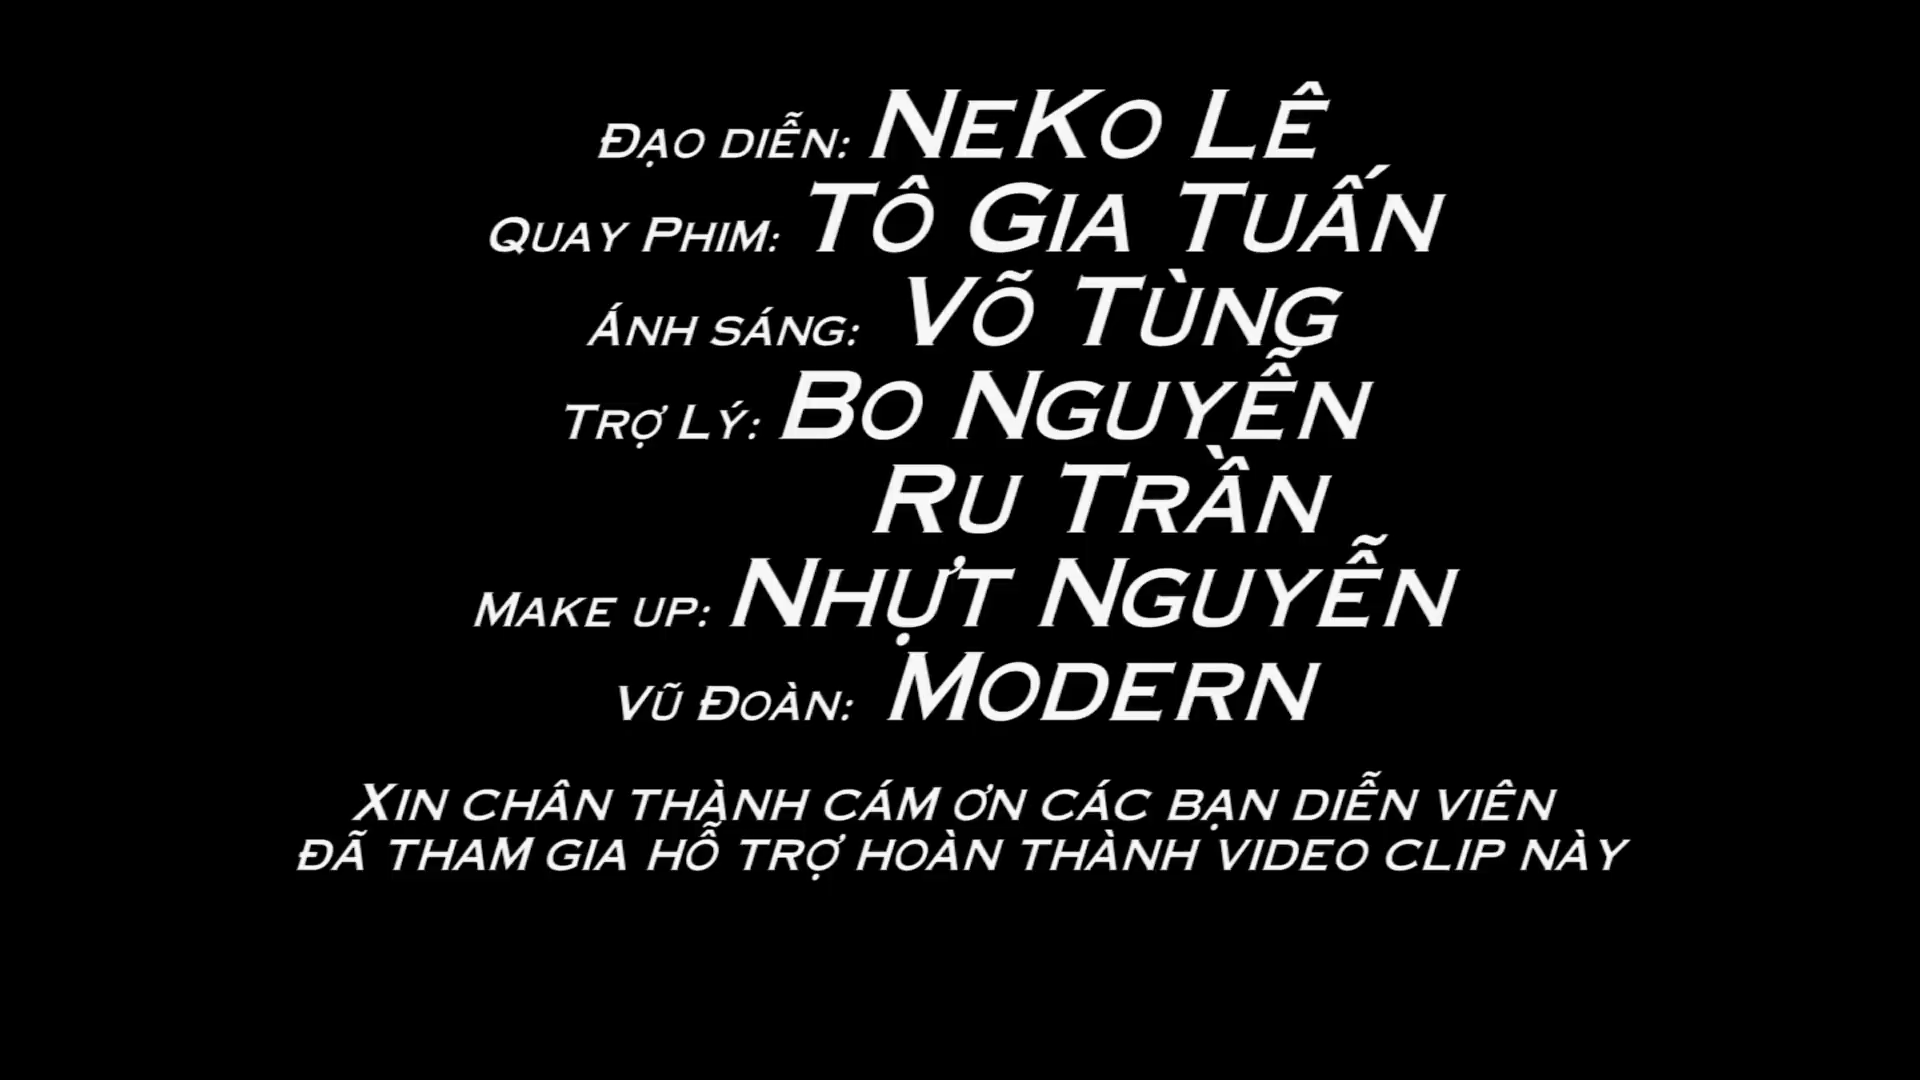 Đạo diễn: NeKo Lê
Quay Phim: Tô Gia Tuấn
Ánh sáng: Võ Tùng
Trợ Lý: Bo Nguyễn
Ru Trần
Make up: Nhựt Nguyễn
Vũ Đoàn: Modern
Xin chân thành cám ơn các bạn diễn viên
đã tham gia hỗ trợ hoàn thành video clip này